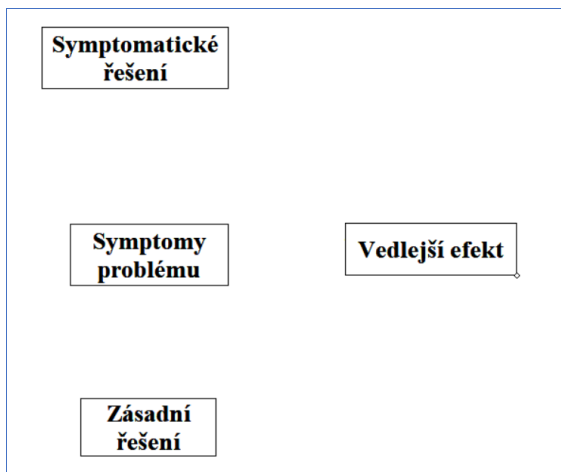 Symptomatické
řešení
Symptomy
problému
Vedlejší efekt
Zásadní
řešení